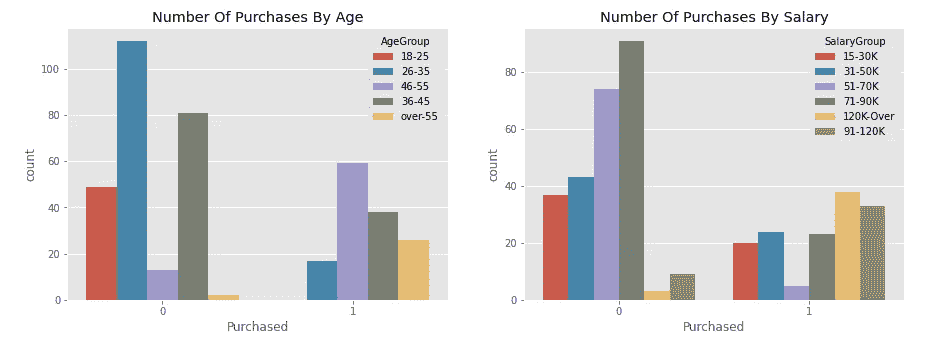 Number Of Purchases By Age
AgeGroup
18-25
26-35
46-55
36-45
over-55
100
80
60
40
20
0
count
0
1
Purchased
Number Of Purchases By Salary
SalaryGroup
15-30K
31-50K
51-70K
71-90K
120K-Over
91-120K
80
60
40
20
0
count
0
1
Purchased